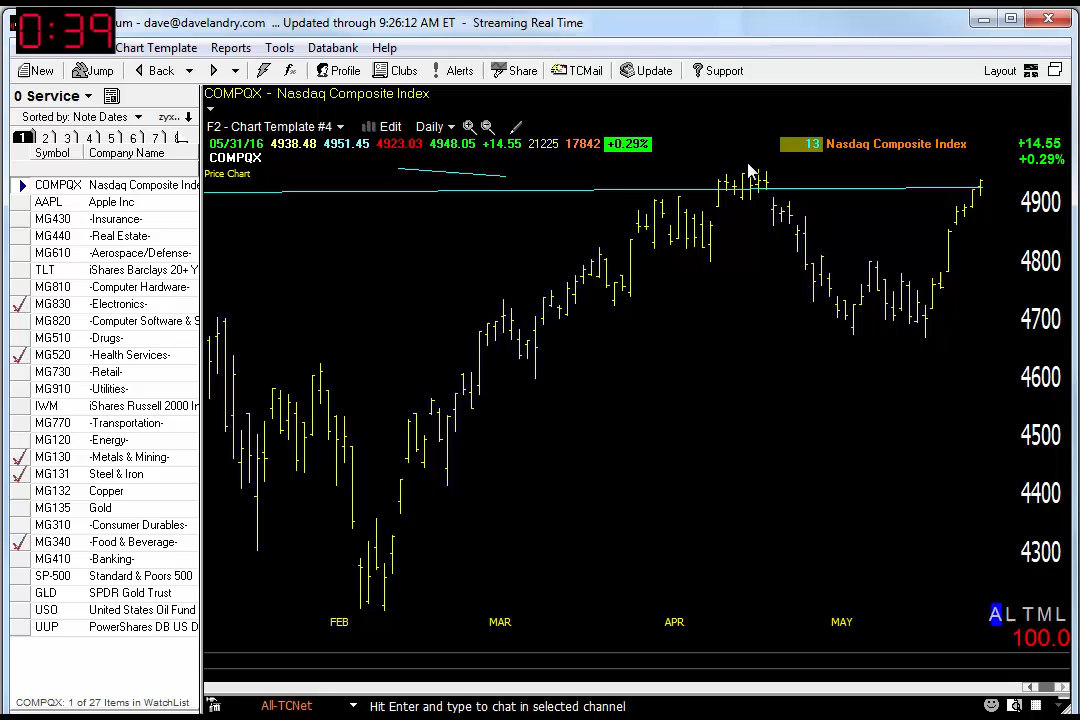 0:39
um - dave@davelandry.com ... Updated through 9:26:12 AM ET - Streaming Real Time
Chart Template Reports Tools Database Help
New Jump Back Profile Clubs Alerts Share TCMail Update Support Layout
0 Service
COMPQX - Nasdaq Composite Index
Sorted by: Note Dates zyx..
F2 - Chart Template #4 Edit Daily
1 2 3 4 5 6 7
05/31/16 4938.48 4951.45 4923.03 4948.05 +14.55 21225 17842 +0.29% 13 Nasdaq Composite Index +14.55
+0.29%
Symbol Company Name
COMPQX
Price Chart
COMPQX Nasdaq Composite Inde
AAPL Apple Inc
MG430 -Insurance-
MG440 -Real Estate-
MG610 -Aerospace/Defense-
TLT iShares Barclays 20+ Y
MG810 -Computer Hardware-
MG830 -Electronics-
MG820 -Computer Software & S
MG510 -Drugs-
MG520 -Health Services-
MG730 -Retail-
MG910 -Utilities-
IWM iShares Russell 2000 In
MG770 -Transportation-
MG120 -Energy-
MG130 -Metals & Mining-
MG131 Steel & Iron
MG132 Copper
MG135 Gold
MG310 -Consumer Durables-
MG340 -Food & Beverage-
MG410 -Banking-
SP-500 Standard & Poors 500
GLD SPDR Gold Trust
USO United States Oil Fund
UUP PowerShares DB US D
4900
4800
4700
4600
4500
4400
4300
FEB MAR APR MAY
A L T M L
100.0
COMPQX: 1 of 27 Items in WatchList
All-TCNet Hit Enter and type to chat in selected channel